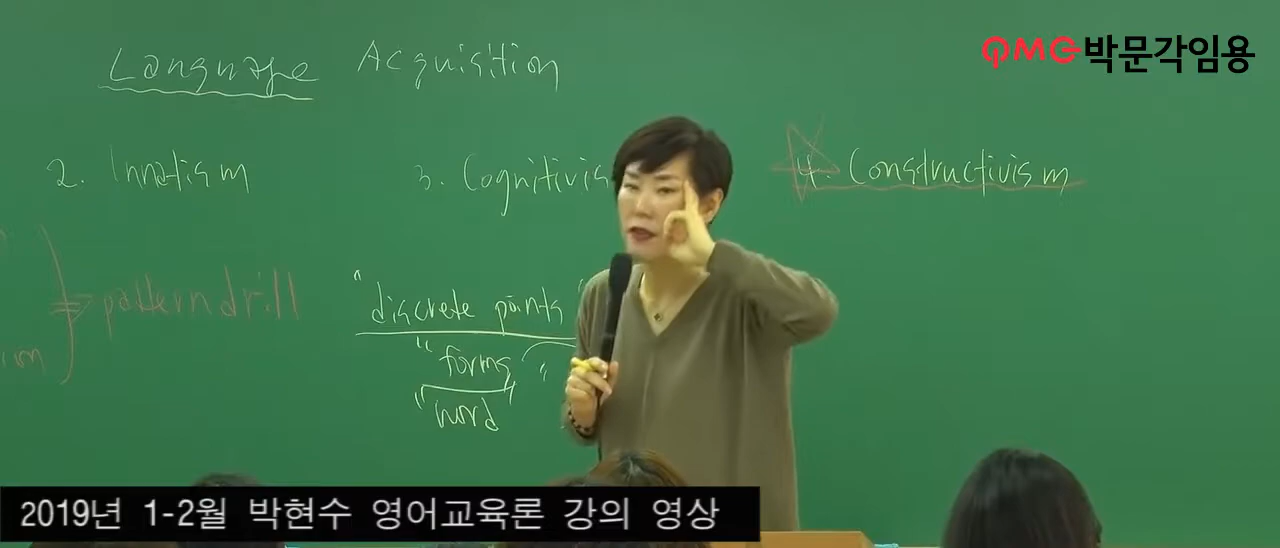 PMG박문각임용
Language Acquisition
2. Innatism
3. Cognitivis
4. Constructivism
pattern drill
"discrete points"
ion
"forms"
"word"
2019년 1-2월 박현수 영어교육론 강의 영상